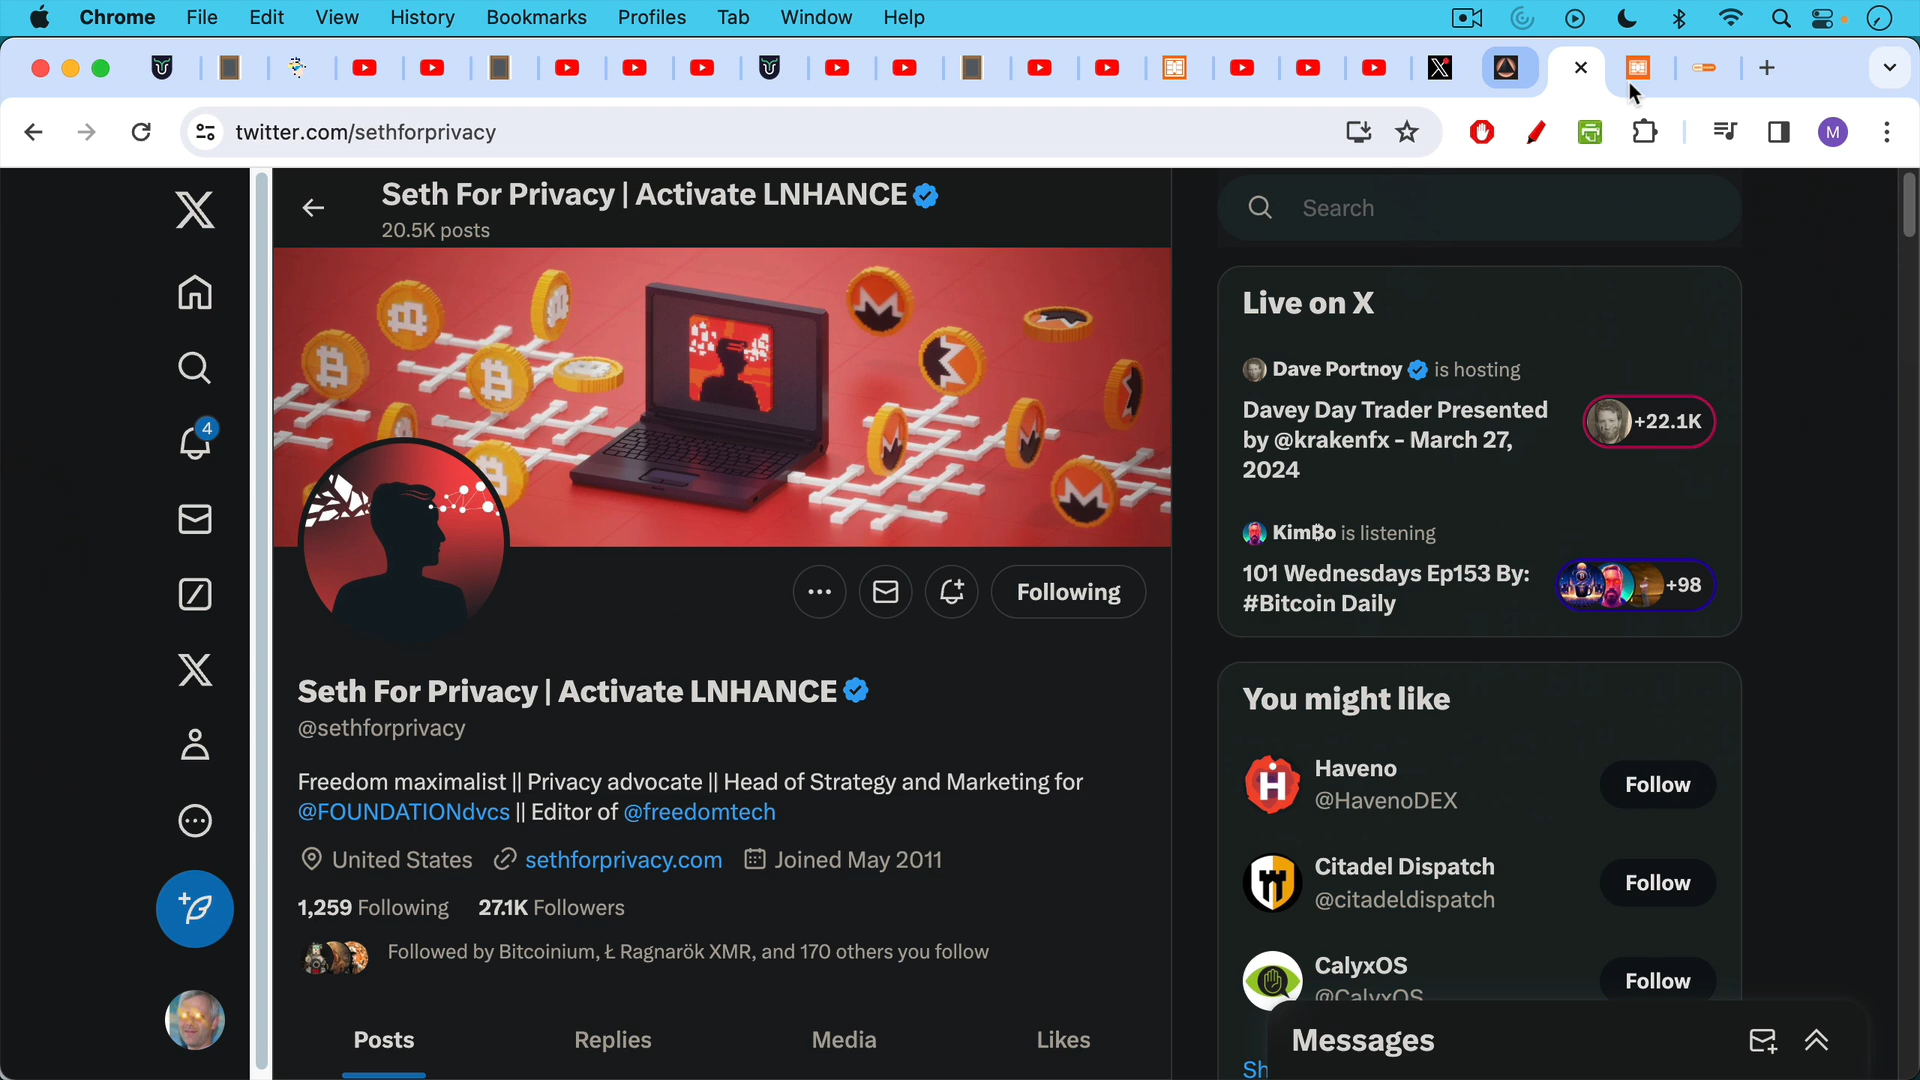 Chrome File Edit View History Bookmarks Profiles Tab Window Help
twitter.com/sethforprivacy
M
Seth For Privacy | Activate LNHANCE
20.5K posts
Search
4
Following
Seth For Privacy | Activate LNHANCE
@sethforprivacy
Freedom maximalist || Privacy advocate || Head of Strategy and Marketing for
@FOUNDATIONdvcs || Editor of @freedomtech
United States sethforprivacy.com Joined May 2011
1,259 Following 27.1K Followers
Followed by Bitcoinium, Ł Ragnarök XMR, and 170 others you follow
Posts Replies Media Likes
Live on X
Dave Portnoy is hosting
Davey Day Trader Presented
by @krakenfx - March 27,
2024
+22.1K
Kim₿o is listening
101 Wednesdays Ep153 By:
#Bitcoin Daily
+98
You might like
Haveno
@HavenoDEX
Follow
Citadel Dispatch
@citadeldispatch
Follow
CalyxOS
@CalyxOS
Follow
Sh
Messages